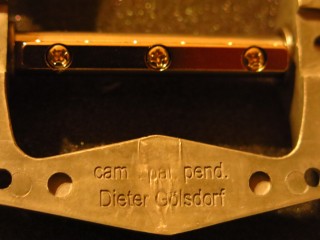 cam pat. pend.
Dieter Gölsdorf